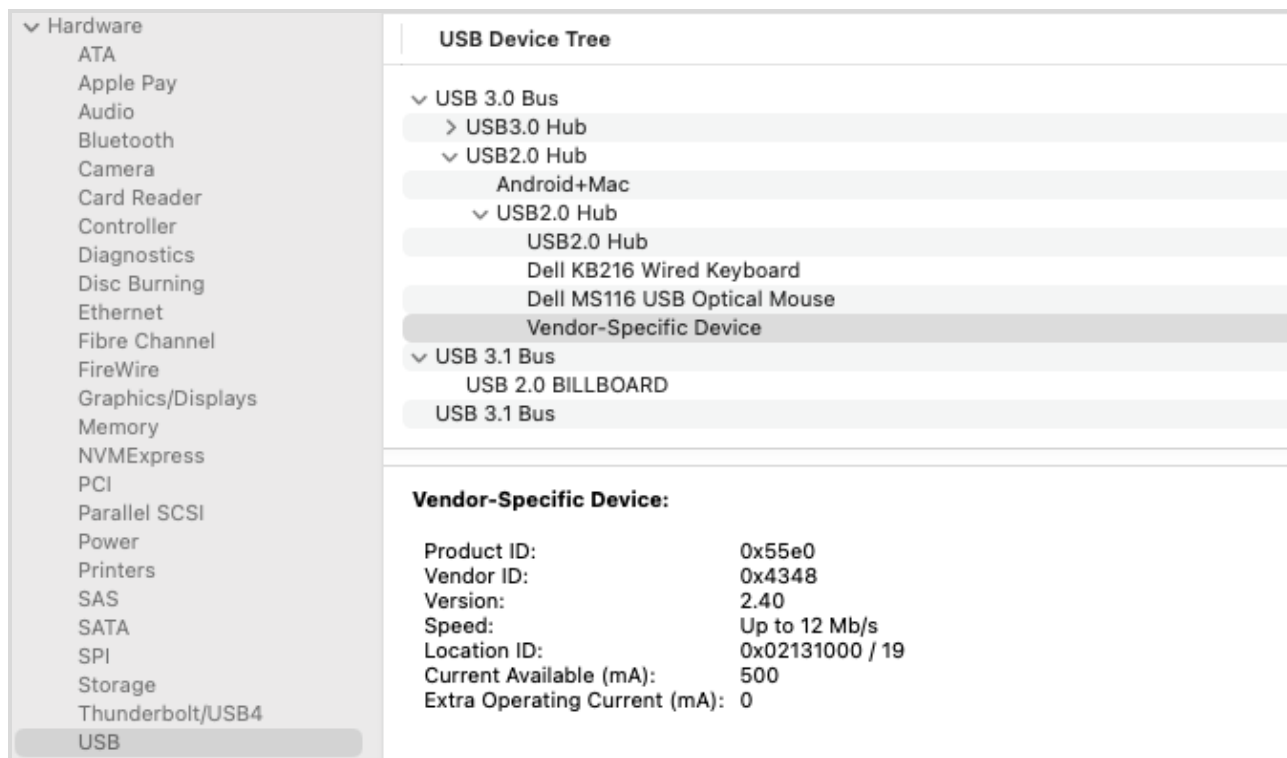 Hardware
ATA
Apple Pay
Audio
Bluetooth
Camera
Card Reader
Controller
Diagnostics
Disc Burning
Ethernet
Fibre Channel
FireWire
Graphics/Displays
Memory
NVMExpress
PCI
Parallel SCSI
Power
Printers
SAS
SATA
SPI
Storage
Thunderbolt/USB4
USB
USB Device Tree
USB 3.0 Bus
USB3.0 Hub
USB2.0 Hub
Android+Mac
USB2.0 Hub
USB2.0 Hub
Dell KB216 Wired Keyboard
Dell MS116 USB Optical Mouse
Vendor-Specific Device
USB 3.1 Bus
USB 2.0 BILLBOARD
USB 3.1 Bus
Vendor-Specific Device:
Product ID: 0x55e0
Vendor ID: 0x4348
Version: 2.40
Speed: Up to 12 Mb/s
Location ID: 0x02131000 / 19
Current Available (mA): 500
Extra Operating Current (mA): 0